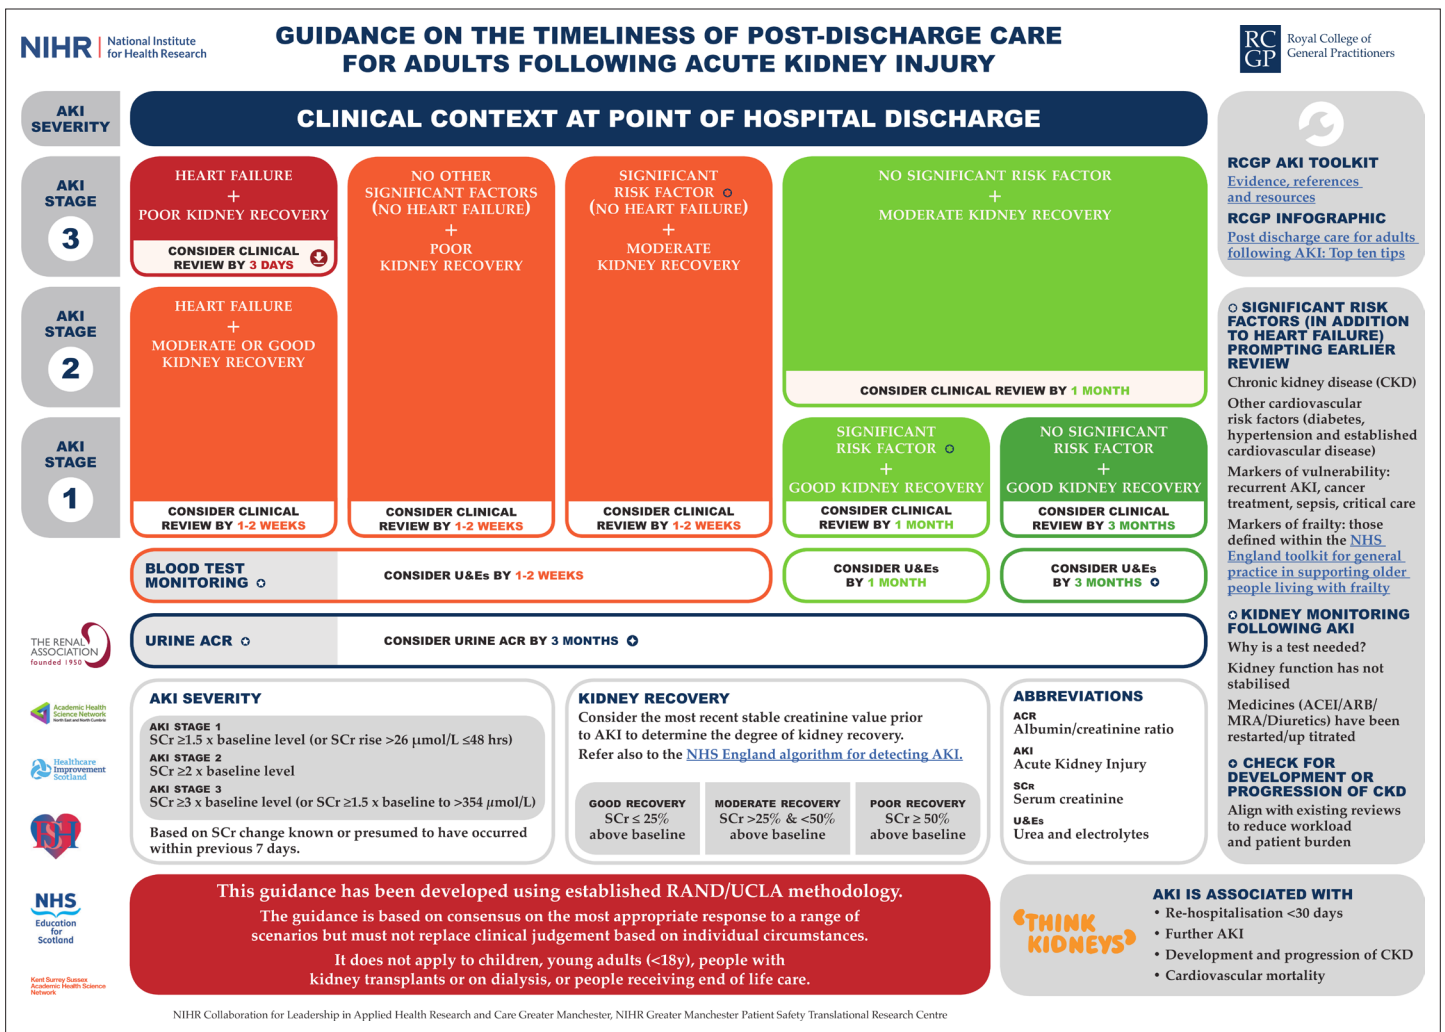 NIHR | National Institute
for Health Research
GUIDANCE ON THE TIMELINESS OF POST-DISCHARGE CARE
FOR ADULTS FOLLOWING ACUTE KIDNEY INJURY
RC
GP
Royal College of
General Practitioners
AKI
SEVERITY
CLINICAL CONTEXT AT POINT OF HOSPITAL DISCHARGE
AKI
STAGE
3
HEART FAILURE
+
POOR KIDNEY RECOVERY
CONSIDER CLINICAL
REVIEW BY 3 DAYS
NO OTHER
SIGNIFICANT FACTORS
(NO HEART FAILURE)
+
POOR
KIDNEY RECOVERY
SIGNIFICANT
RISK FACTOR
(NO HEART FAILURE)
+
MODERATE
KIDNEY RECOVERY
NO SIGNIFICANT RISK FACTOR
+
MODERATE KIDNEY RECOVERY
AKI
STAGE
2
HEART FAILURE
+
MODERATE OR GOOD
KIDNEY RECOVERY
CONSIDER CLINICAL REVIEW BY 1 MONTH
AKI
STAGE
1
SIGNIFICANT
RISK FACTOR
+
GOOD KIDNEY RECOVERY
NO SIGNIFICANT
RISK FACTOR
+
GOOD KIDNEY RECOVERY
CONSIDER CLINICAL
REVIEW BY 1-2 WEEKS
CONSIDER CLINICAL
REVIEW BY 1-2 WEEKS
CONSIDER CLINICAL
REVIEW BY 1-2 WEEKS
CONSIDER CLINICAL
REVIEW BY 1 MONTH
CONSIDER CLINICAL
REVIEW BY 3 MONTHS
BLOOD TEST
MONITORING
CONSIDER U&Es BY 1-2 WEEKS
CONSIDER U&Es
BY 1 MONTH
CONSIDER U&Es
BY 3 MONTHS
URINE ACR
CONSIDER URINE ACR BY 3 MONTHS
RCGP AKI TOOLKIT
Evidence, references
and resources
RCGP INFOGRAPHIC
Post discharge care for adults
following AKI: Top ten tips
SIGNIFICANT RISK
FACTORS (IN ADDITION
TO HEART FAILURE)
PROMPTING EARLIER
REVIEW
Chronic kidney disease (CKD)
Other cardiovascular
risk factors (diabetes,
hypertension and established
cardiovascular disease)
Markers of vulnerability:
recurrent AKI, cancer
treatment, sepsis, critical care
Markers of frailty: those
defined within the NHS
England toolkit for general
practice in supporting older
people living with frailty
KIDNEY MONITORING
FOLLOWING AKI
Why is a test needed?
Kidney function has not
stabilised
Medicines (ACEI/ARB/
MRA/Diuretics) have been
restarted/up titrated
CHECK FOR
DEVELOPMENT OR
PROGRESSION OF CKD
Align with existing reviews
to reduce workload
and patient burden
THE RENAL
ASSOCIATION
founded 1950
Academic Health
Science Network
North East and North Cumbria
Healthcare
Improvement
Scotland
BSH
NHS
Education
for
Scotland
Kent Surrey Sussex
Academic Health Science
Network
AKI SEVERITY
AKI STAGE 1
SCr ≥1.5 x baseline level (or SCr rise >26 µmol/L ≤48 hrs)
AKI STAGE 2
SCr ≥2 x baseline level
AKI STAGE 3
SCr ≥3 x baseline level (or SCr ≥1.5 x baseline to >354 µmol/L)
Based on SCr change known or presumed to have occurred
within previous 7 days.
KIDNEY RECOVERY
Consider the most recent stable creatinine value prior
to AKI to determine the degree of kidney recovery.
Refer also to the NHS England algorithm for detecting AKI.
GOOD RECOVERY
SCr ≤ 25%
above baseline
MODERATE RECOVERY
SCr >25% & <50%
above baseline
POOR RECOVERY
SCr ≥ 50%
above baseline
ABBREVIATIONS
ACR
Albumin/creatinine ratio
AKI
Acute Kidney Injury
SCR
Serum creatinine
U&Es
Urea and electrolytes
This guidance has been developed using established RAND/UCLA methodology.
The guidance is based on consensus on the most appropriate response to a range of
scenarios but must not replace clinical judgement based on individual circumstances.
It does not apply to children, young adults (<18y), people with
kidney transplants or on dialysis, or people receiving end of life care.
THINK
KIDNEYS
AKI IS ASSOCIATED WITH
• Re-hospitalisation <30 days
• Further AKI
• Development and progression of CKD
• Cardiovascular mortality
NIHR Collaboration for Leadership in Applied Health Research and Care Greater Manchester, NIHR Greater Manchester Patient Safety Translational Research Centre